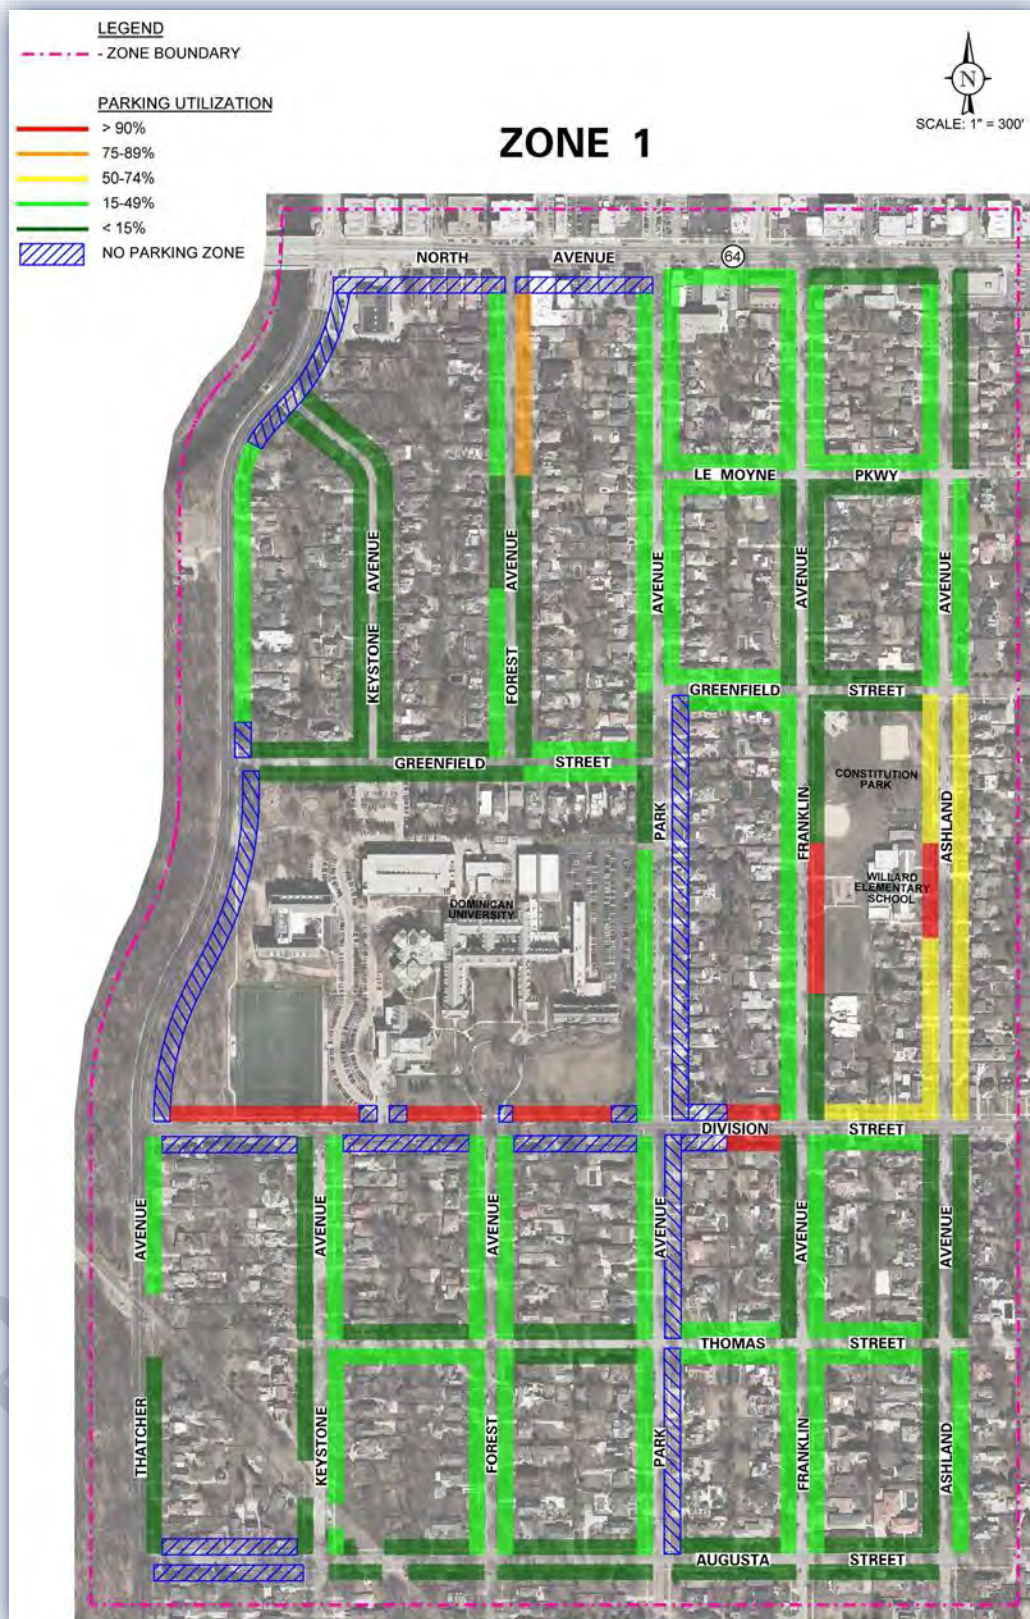 LEGEND
- ZONE BOUNDARY
PARKING UTILIZATION
> 90%
75-89%
50-74%
15-49%
< 15%
NO PARKING ZONE
ZONE 1
N
SCALE: 1" = 300'
NORTH AVENUE
64
LE MOYNE PKWY
KEYSTONE AVENUE
FOREST AVENUE
AVENUE
AVENUE
AVENUE
GREENFIELD STREET
GREENFIELD STREET
PARK
FRANKLIN
ASHLAND
CONSTITUTION
PARK
WILLARD
ELEMENTARY
SCHOOL
DOMINICAN
UNIVERSITY
DIVISION STREET
AVENUE
AVENUE
AVENUE
AVENUE
AVENUE
AVENUE
THOMAS STREET
THATCHER
KEYSTONE
FOREST
PARK
FRANKLIN
ASHLAND
AUGUSTA STREET